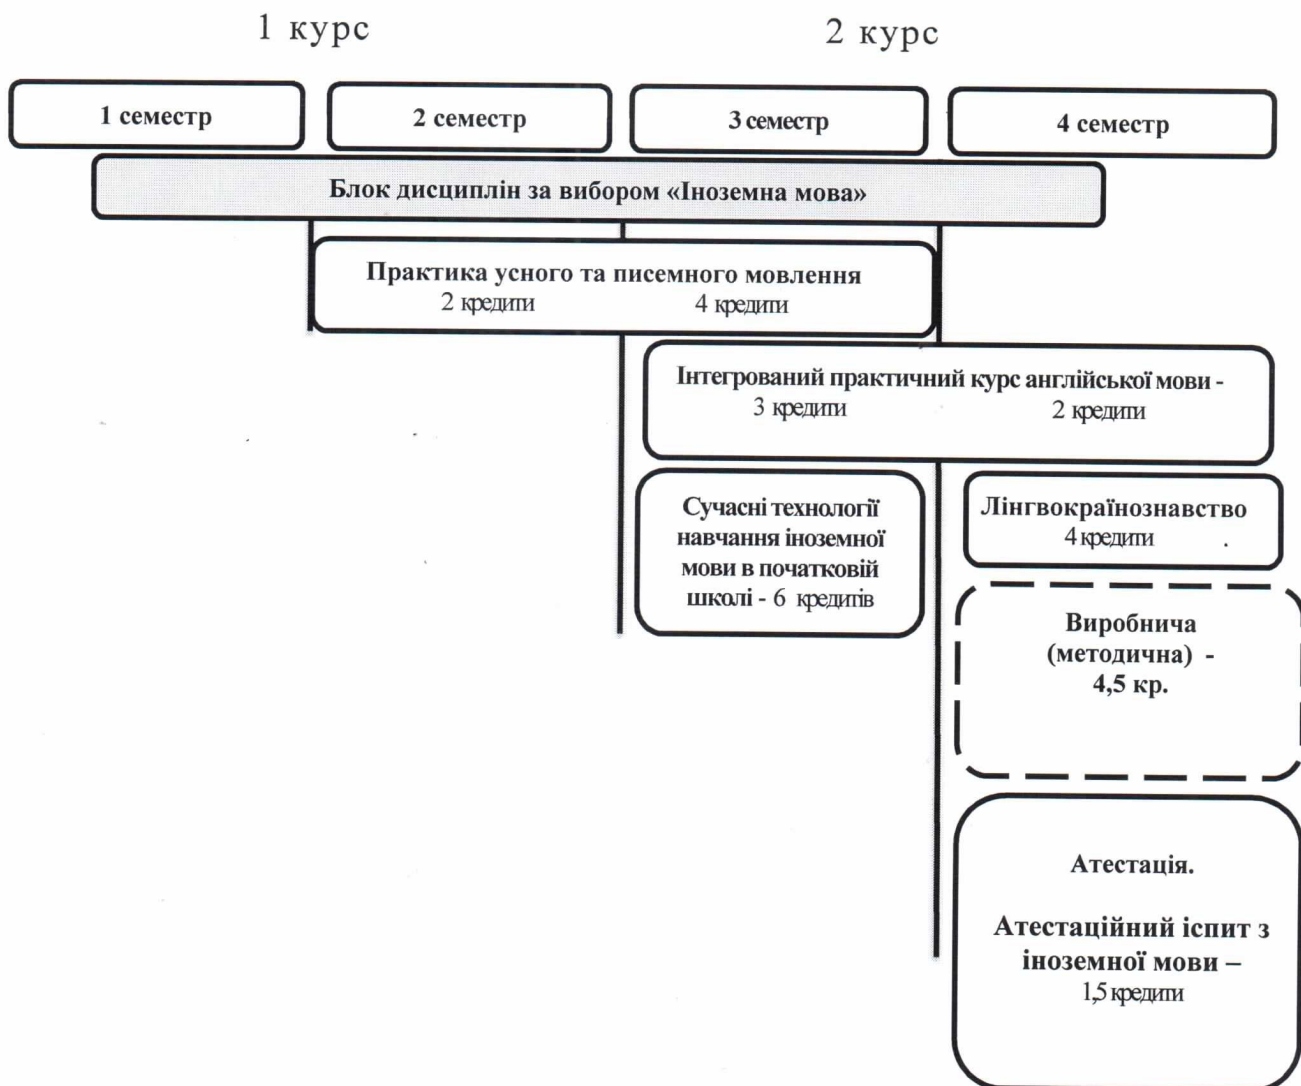 1 курс 2 курс
1 семестр 2 семестр 3 семестр 4 семестр
Блок дисциплін за вибором «Іноземна мова»
Практика усного та писемного мовлення
2 кредити 4 кредити
Інтегрований практичний курс англійської мови -
3 кредити 2 кредити
Сучасні технології
навчання іноземної
мови в початковій
школі - 6 кредитів
Лінгвокраїнознавство
4 кредити
Виробнича
(методична) -
4,5 кр.
Атестація.
Атестаційний іспит з
іноземної мови –
1,5 кредити